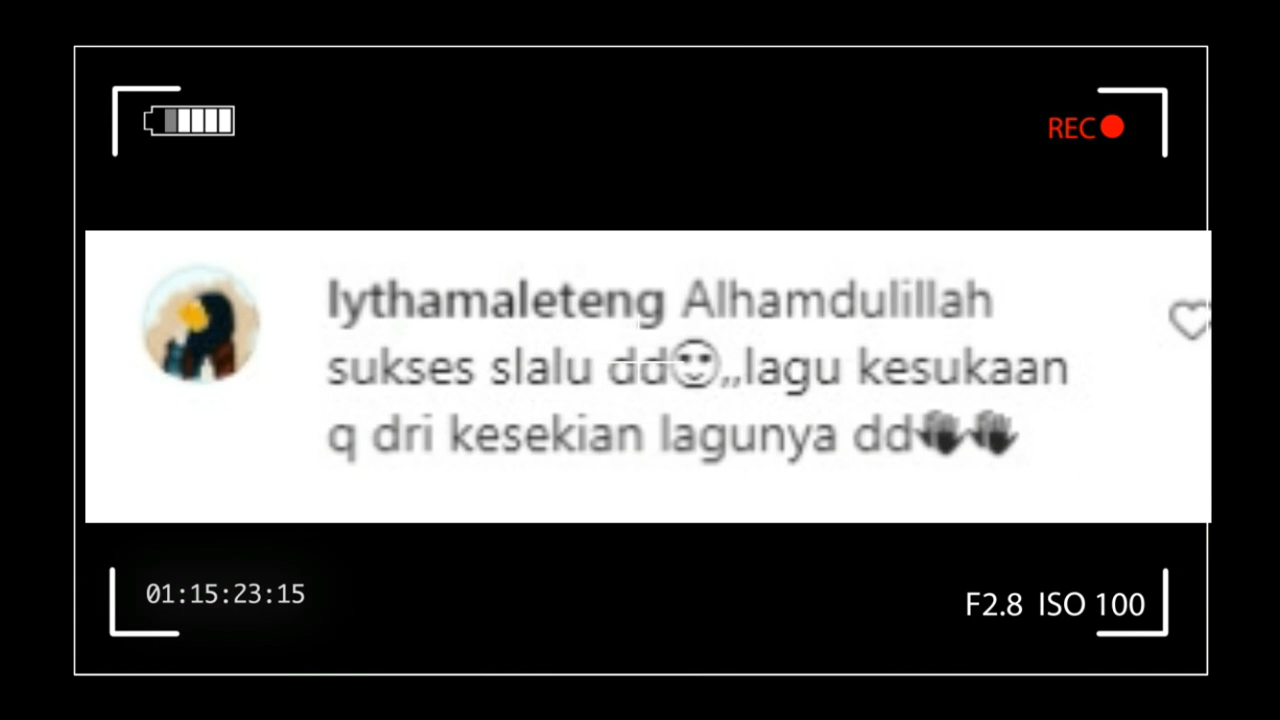 REC
lythamaleteng Alhamdulillah
sukses slalu dd🙂,,lagu kesukaan
q dri kesekian lagunya dd👋👋
01:15:23:15
F2.8 ISO 100